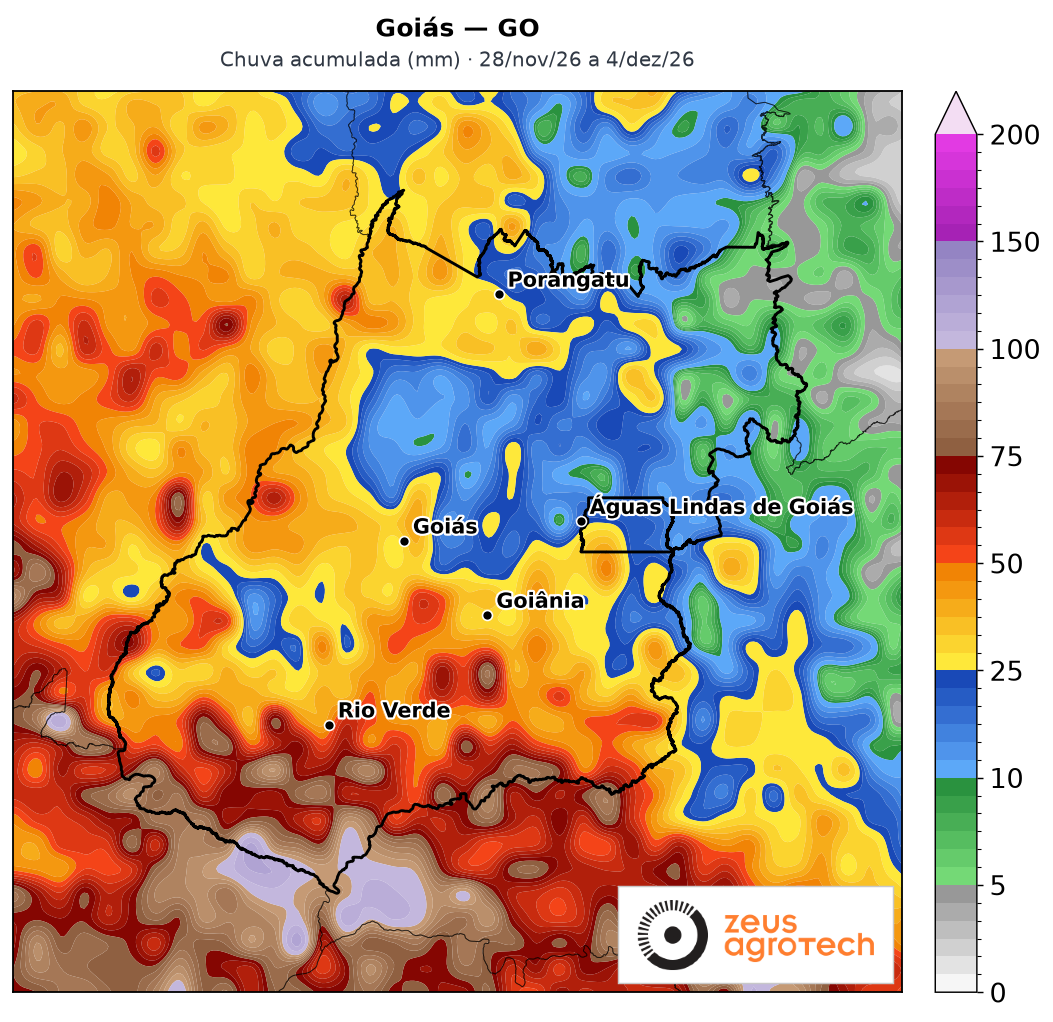 Goiás — GO
Chuva acumulada (mm) · 28/nov/26 a 4/dez/26
200
150
100
75
50
25
10
5
0
Porangatu
Águas Lindas de Goiás
Goiás
Goiânia
Rio Verde
zeus
agrotech